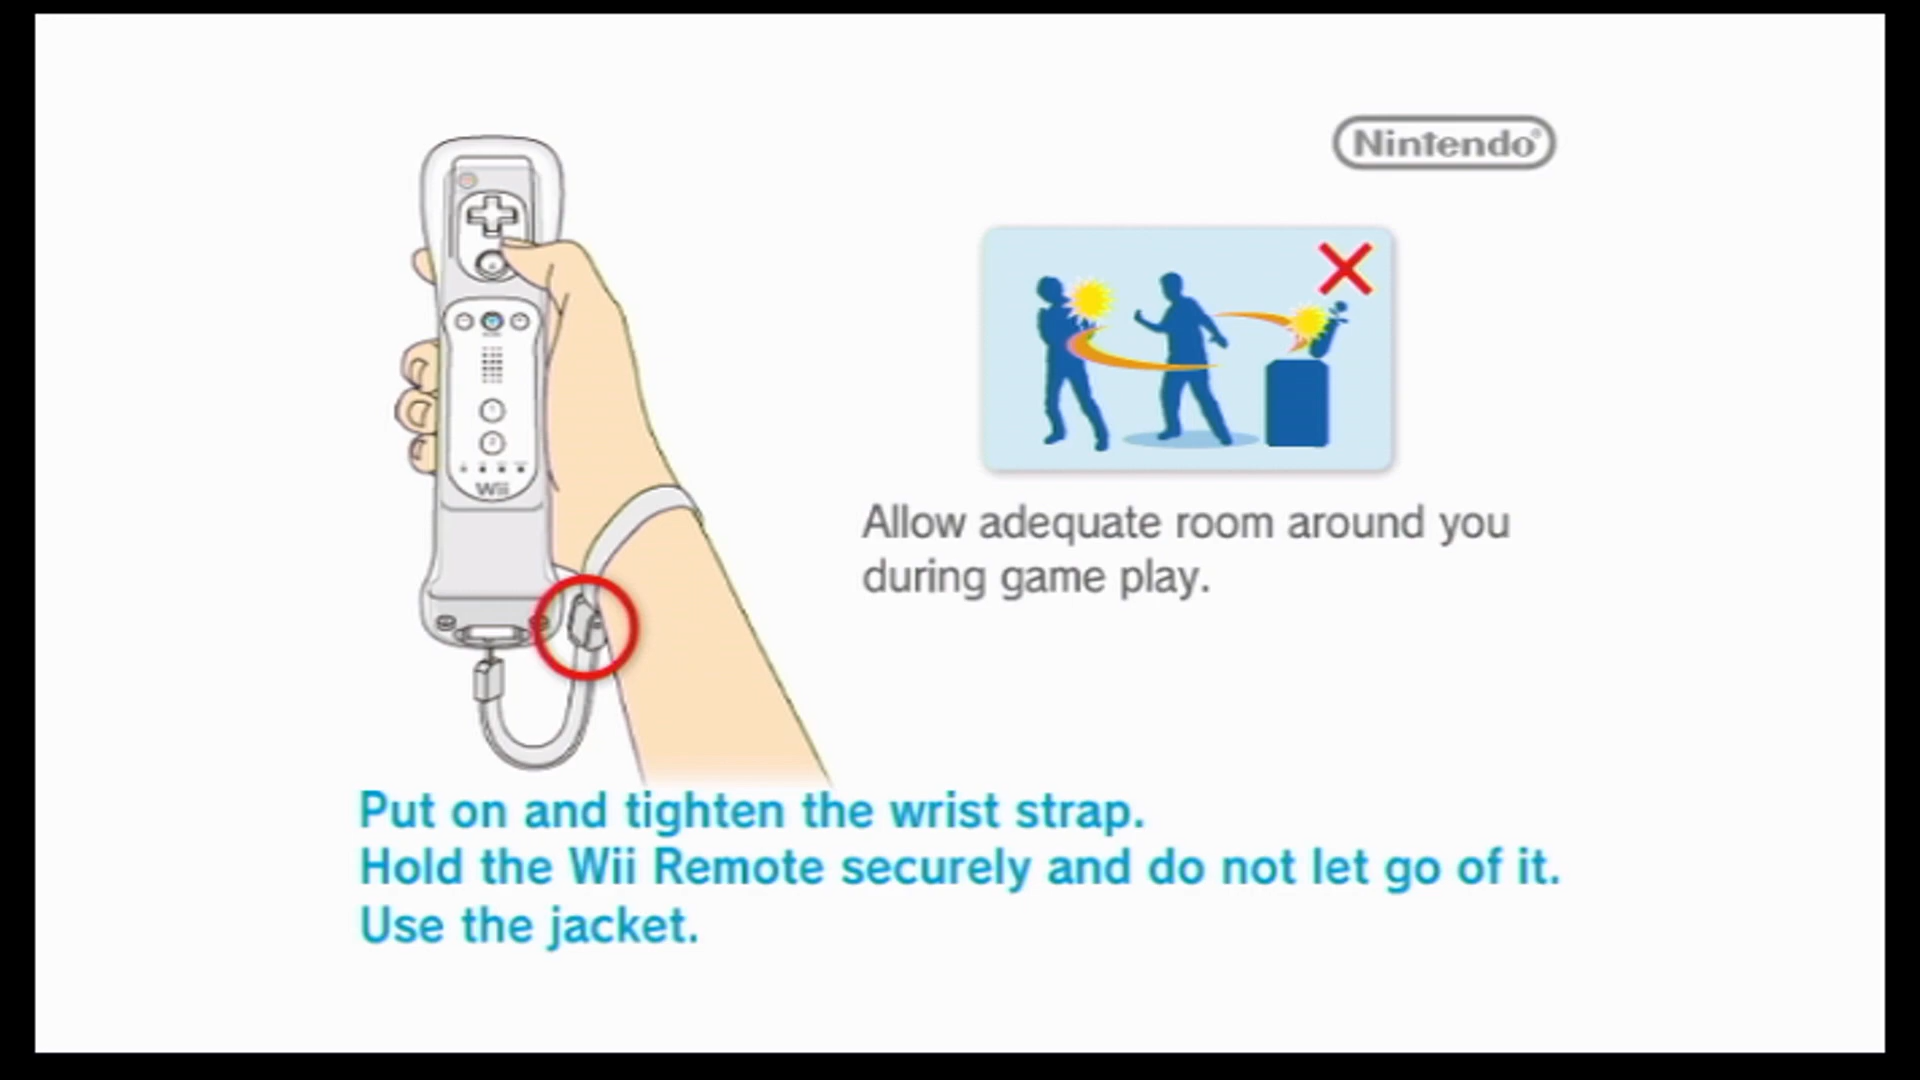 Nintendo®
Wii
Allow adequate room around you
during game play.
Put on and tighten the wrist strap.
Hold the Wii Remote securely and do not let go of it.
Use the jacket.